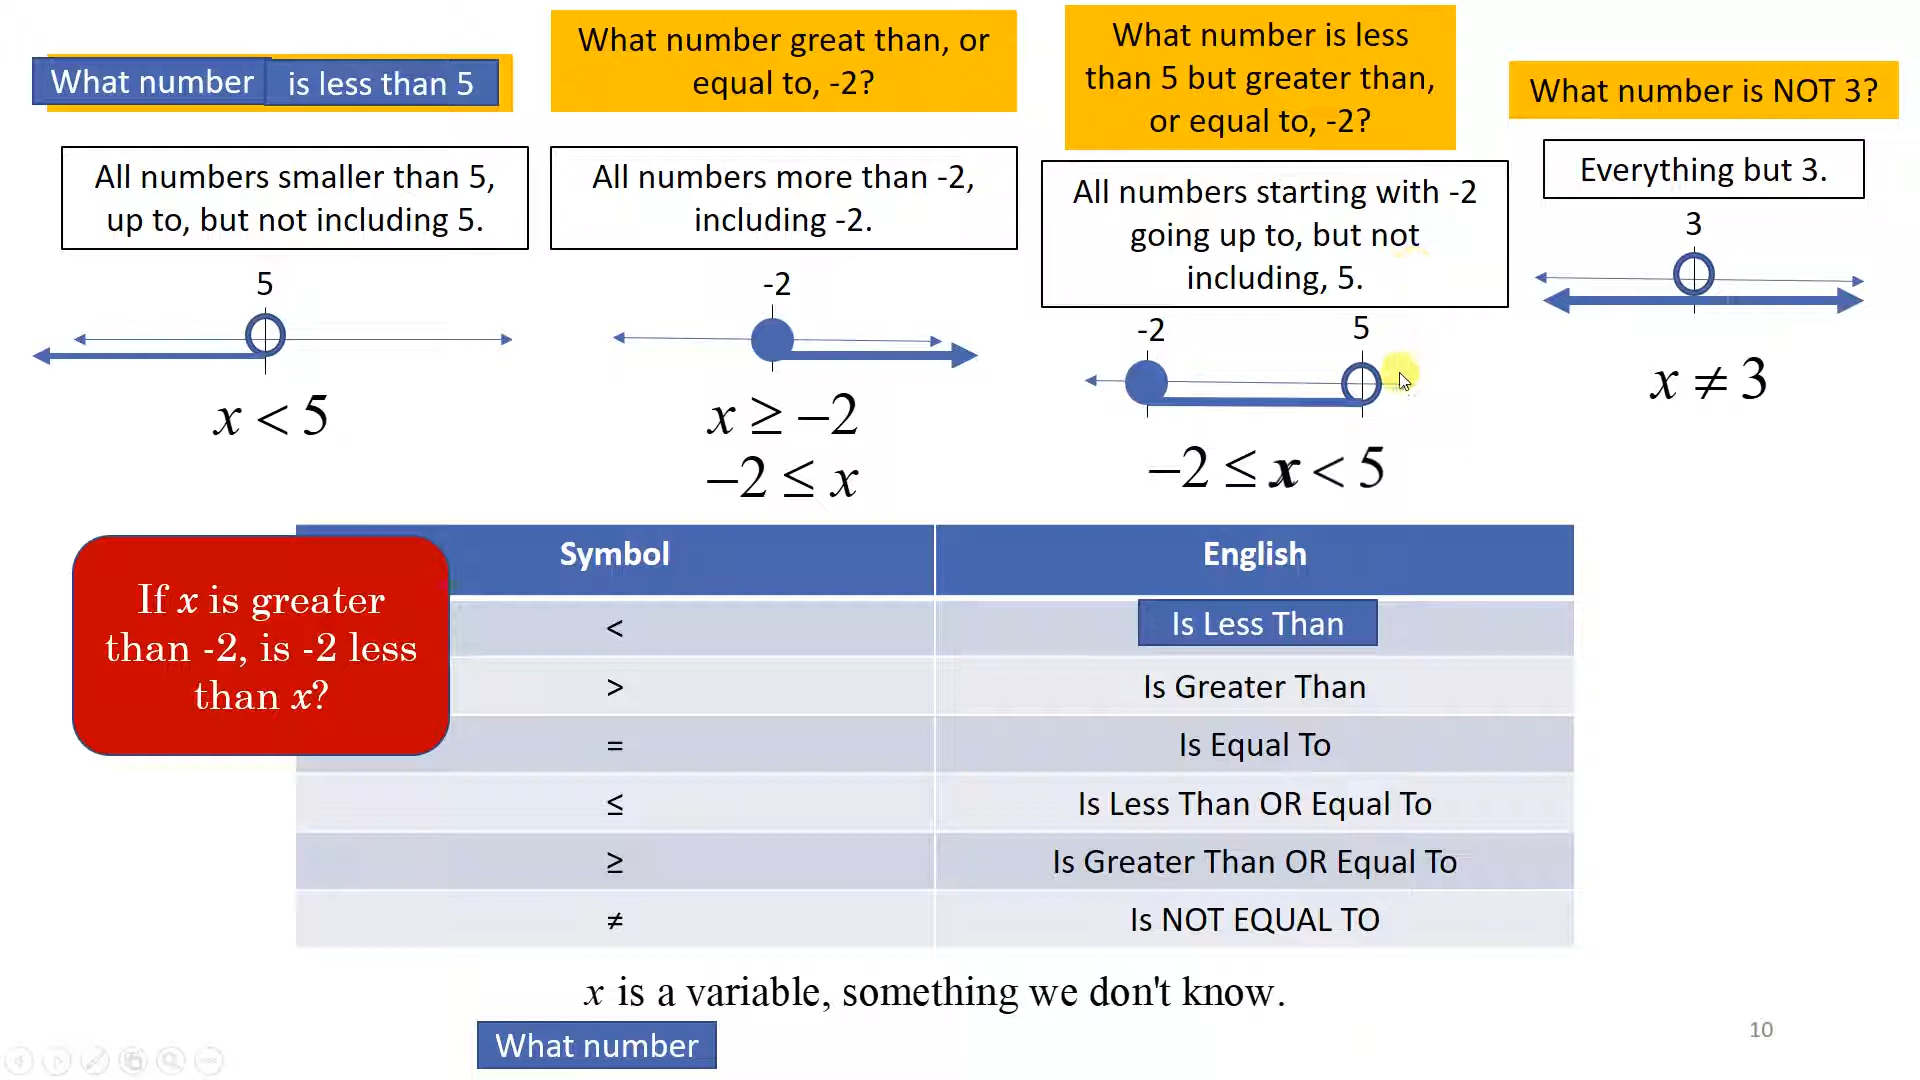 What number is less than 5
All numbers smaller than 5,
up to, but not including 5.
5
x < 5
What number great than, or
equal to, -2?
All numbers more than -2,
including -2.
-2
x ≥ −2
−2 ≤ x
What number is less
than 5 but greater than,
or equal to, -2?
All numbers starting with -2
going up to, but not
including, 5.
-2 5
−2 ≤ x < 5
What number is NOT 3?
Everything but 3.
3
x ≠ 3
If x is greater
than -2, is -2 less
than x?
Symbol English
< Is Less Than
> Is Greater Than
= Is Equal To
≤ Is Less Than OR Equal To
≥ Is Greater Than OR Equal To
≠ Is NOT EQUAL TO
x is a variable, something we don't know.
What number
10